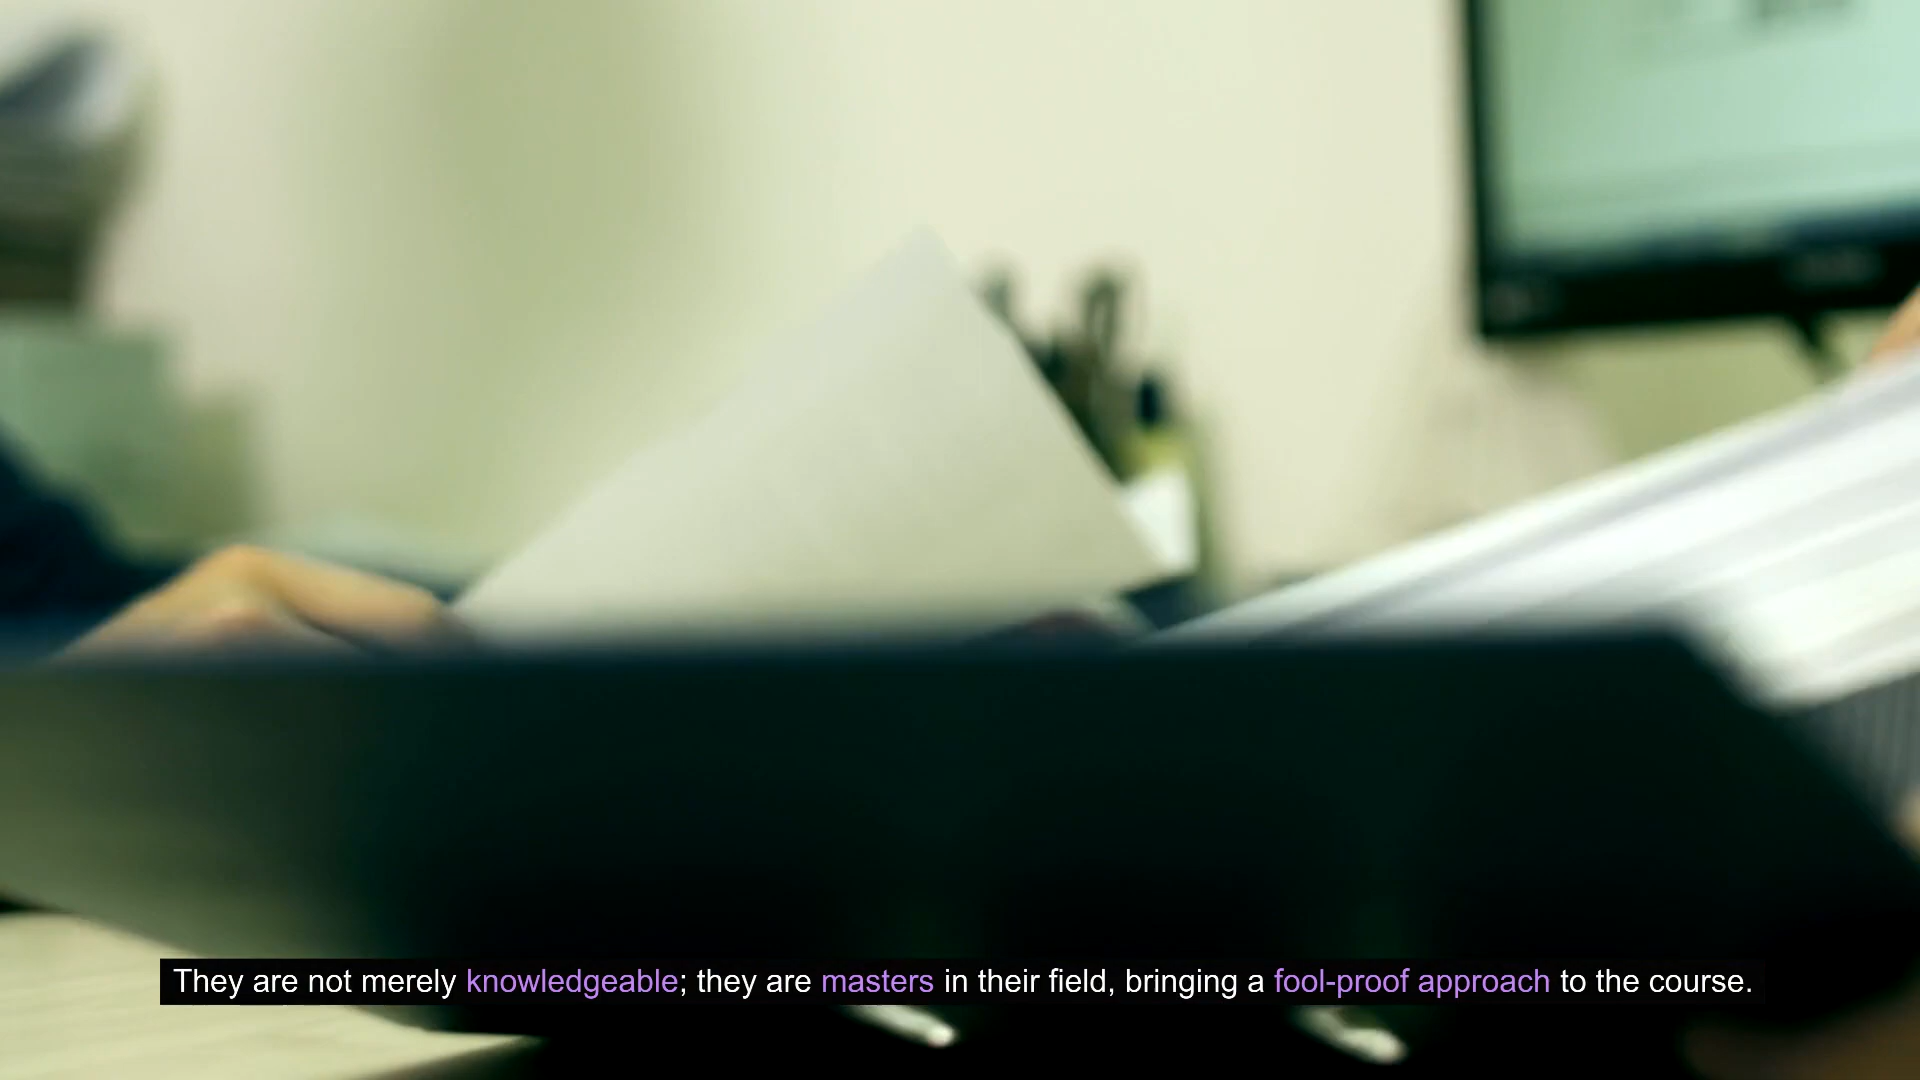 They are not merely knowledgeable; they are masters in their field, bringing a fool-proof approach to the course.